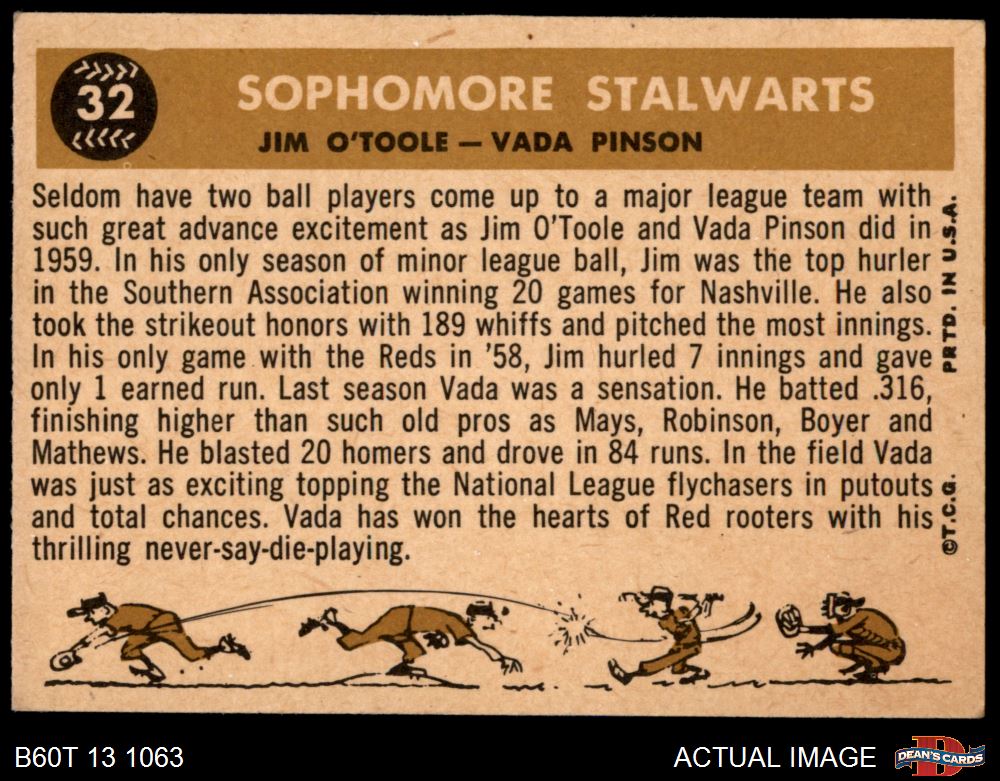 32
SOPHOMORE STALWARTS
JIM O'TOOLE — VADA PINSON
Seldom have two ball players come up to a major league team with
such great advance excitement as Jim O'Toole and Vada Pinson did in
1959. In his only season of minor league ball, Jim was the top hurler
in the Southern Association winning 20 games for Nashville. He also
took the strikeout honors with 189 whiffs and pitched the most innings.
In his only game with the Reds in '58, Jim hurled 7 innings and gave
only 1 earned run. Last season Vada was a sensation. He batted .316,
finishing higher than such old pros as Mays, Robinson, Boyer and
Mathews. He blasted 20 homers and drove in 84 runs. In the field Vada
was just as exciting topping the National League flychasers in putouts
and total chances. Vada has won the hearts of Red rooters with his
thrilling never-say-die-playing.
©T.C.G. PRTD. IN U.S.A.
B60T 13 1063
ACTUAL IMAGE
D
DEAN'S CARDS